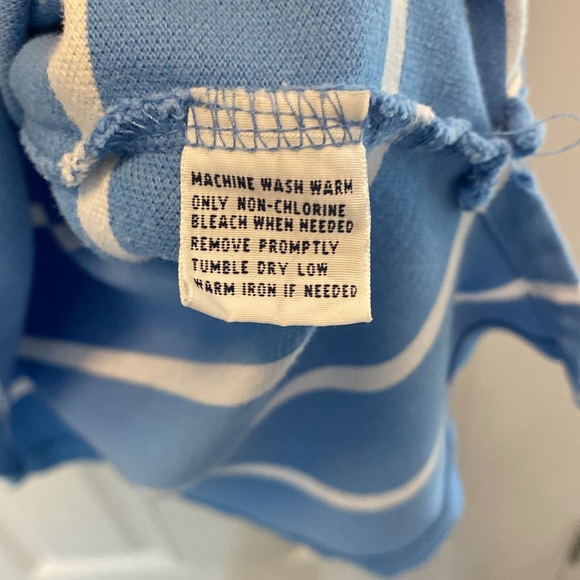 MACHINE WASH WARM
ONLY NON-CHLORINE
BLEACH WHEN NEEDED
REMOVE PROMPTLY
TUMBLE DRY LOW
WARM IRON IF NEEDED